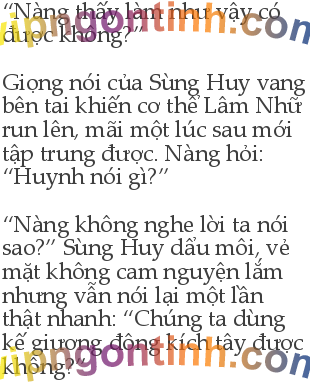 “Nàng thấy làm như vậy có
được không?”
Giọng nói của Sùng Huy vang
bên tai khiến cơ thể Lâm Nhữ
run lên, mãi một lúc sau mới
tập trung được. Nàng hỏi:
“Huynh nói gì?”
“Nàng không nghe lời ta nói
sao?” Sùng Huy dẩu môi, vẻ
mặt không cam nguyện lắm
nhưng vẫn nói lại một lần
thật nhanh: “Chúng ta dùng
kế giương đông kích tây được
không?”
vipngontinh.com
vipngontinh.com